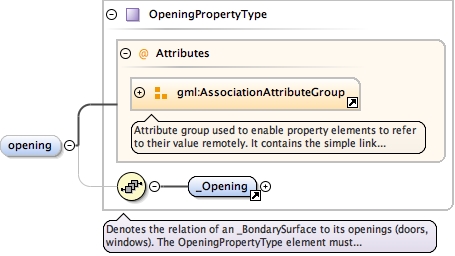 OpeningPropertyType
@ Attributes
gml:AssociationAttributeGroup
Attribute group used to enable property elements to refer
to their value remotely. It contains the simple link...
opening
_Opening
Denotes the relation of an _BondarySurface to its openings (doors,
windows). The OpeningPropertyType element must...